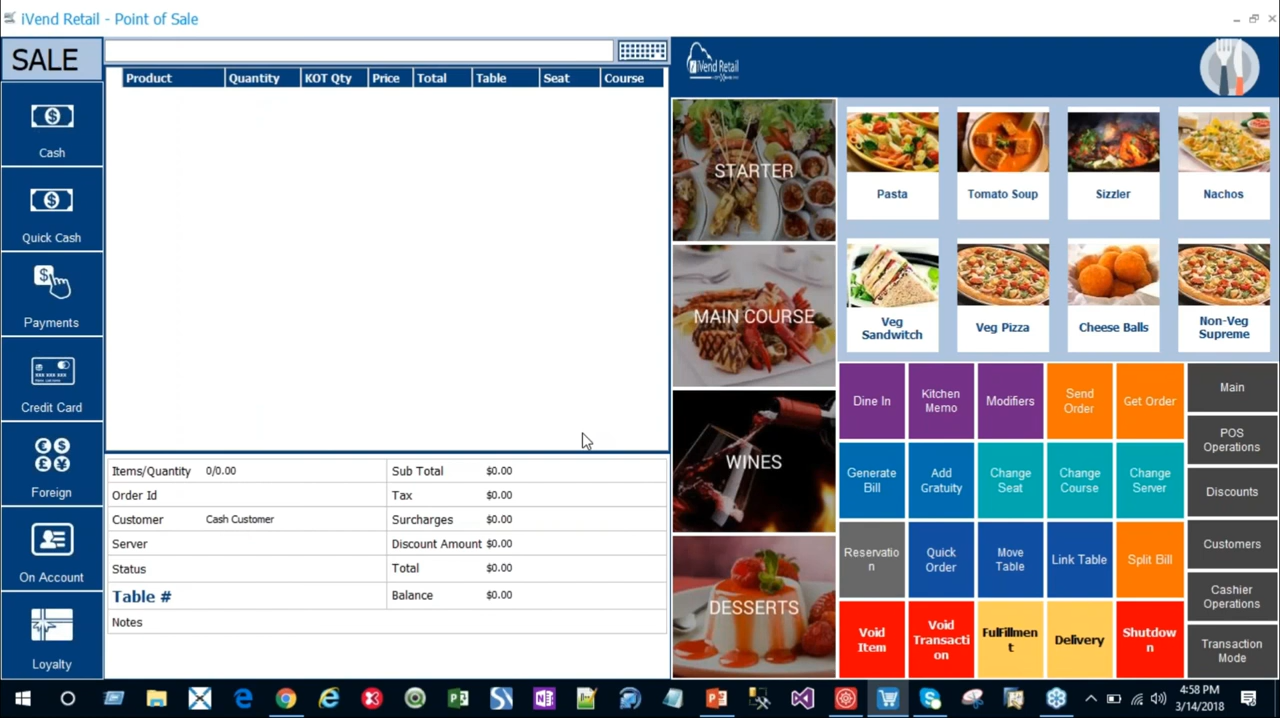 iVend Retail - Point of Sale
SALE
Cash
Quick Cash
Payments
Credit Card
Foreign
On Account
Loyalty
Product Quantity KOT Qty Price Total Table Seat Course
Items/Quantity 0/0.00 Sub Total $0.00
Order Id Tax $0.00
Customer Cash Customer Surcharges $0.00
Server Discount Amount $0.00
Status Total $0.00
Table # Balance $0.00
Notes
iVend Retail
STARTER
MAIN COURSE
WINES
DESSERTS
Pasta Tomato Soup Sizzler Nachos
Veg
Sandwitch
Veg Pizza
Cheese Balls
Non-Veg
Supreme
Dine In
Kitchen
Memo
Modifiers
Send
Order
Get Order
Generate
Bill
Add
Gratuity
Change
Seat
Change
Course
Change
Server
Reservatio
n
Quick
Order
Move
Table
Link Table
Split Bill
Void
Item
Void
Transacti
on
FulFillmen
t
Delivery
Shutdow
n
Main
POS
Operations
Discounts
Customers
Cashier
Operations
Transaction
Mode
4:58 PM
3/14/2018